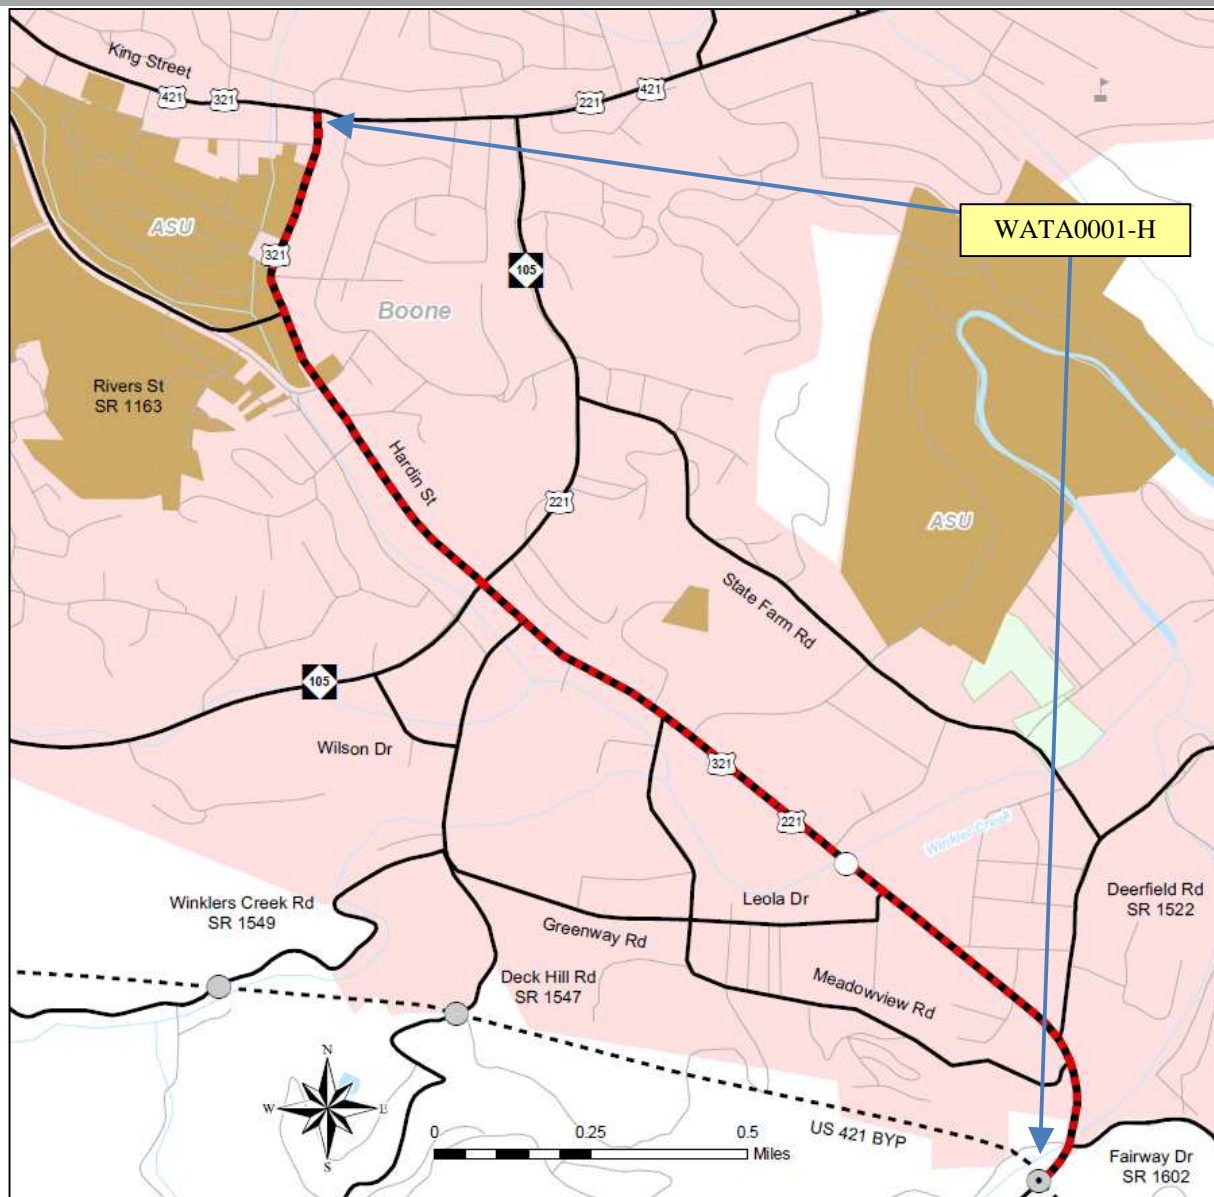 King Street
421
321
221
421
WATA0001-H
ASU
321
105
Boone
Rivers St
SR 1163
Hardin St
221
ASU
State Farm Rd
105
Wilson Dr
321
221
Winkler Creek
Leola Dr
Deerfield Rd
SR 1522
Winklers Creek Rd
SR 1549
Greenway Rd
Deck Hill Rd
SR 1547
Meadowview Rd
N
W
E
S
0
0.25
0.5
Miles
US 421 BYP
Fairway Dr
SR 1602